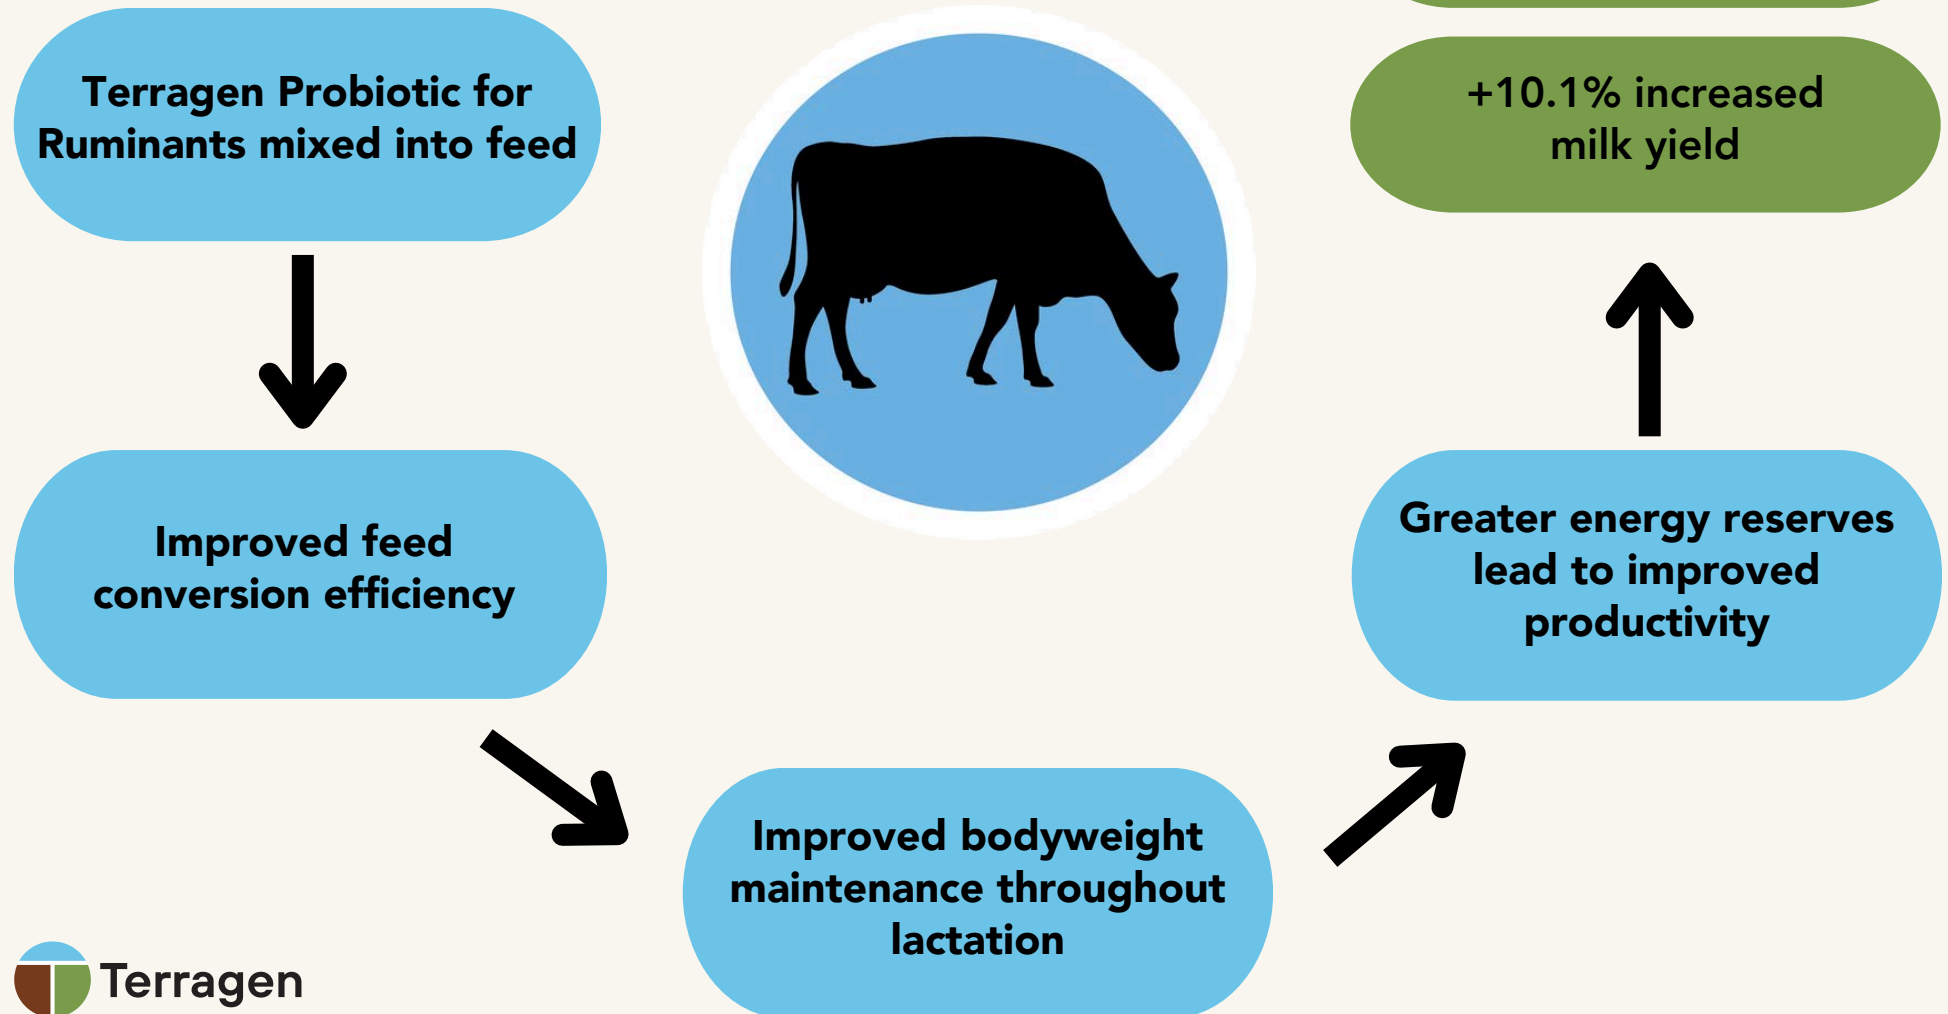 Terragen Probiotic for
Ruminants mixed into feed
Improved feed
conversion efficiency
Improved bodyweight
maintenance throughout
lactation
Greater energy reserves
lead to improved
productivity
+10.1% increased
milk yield
Terragen